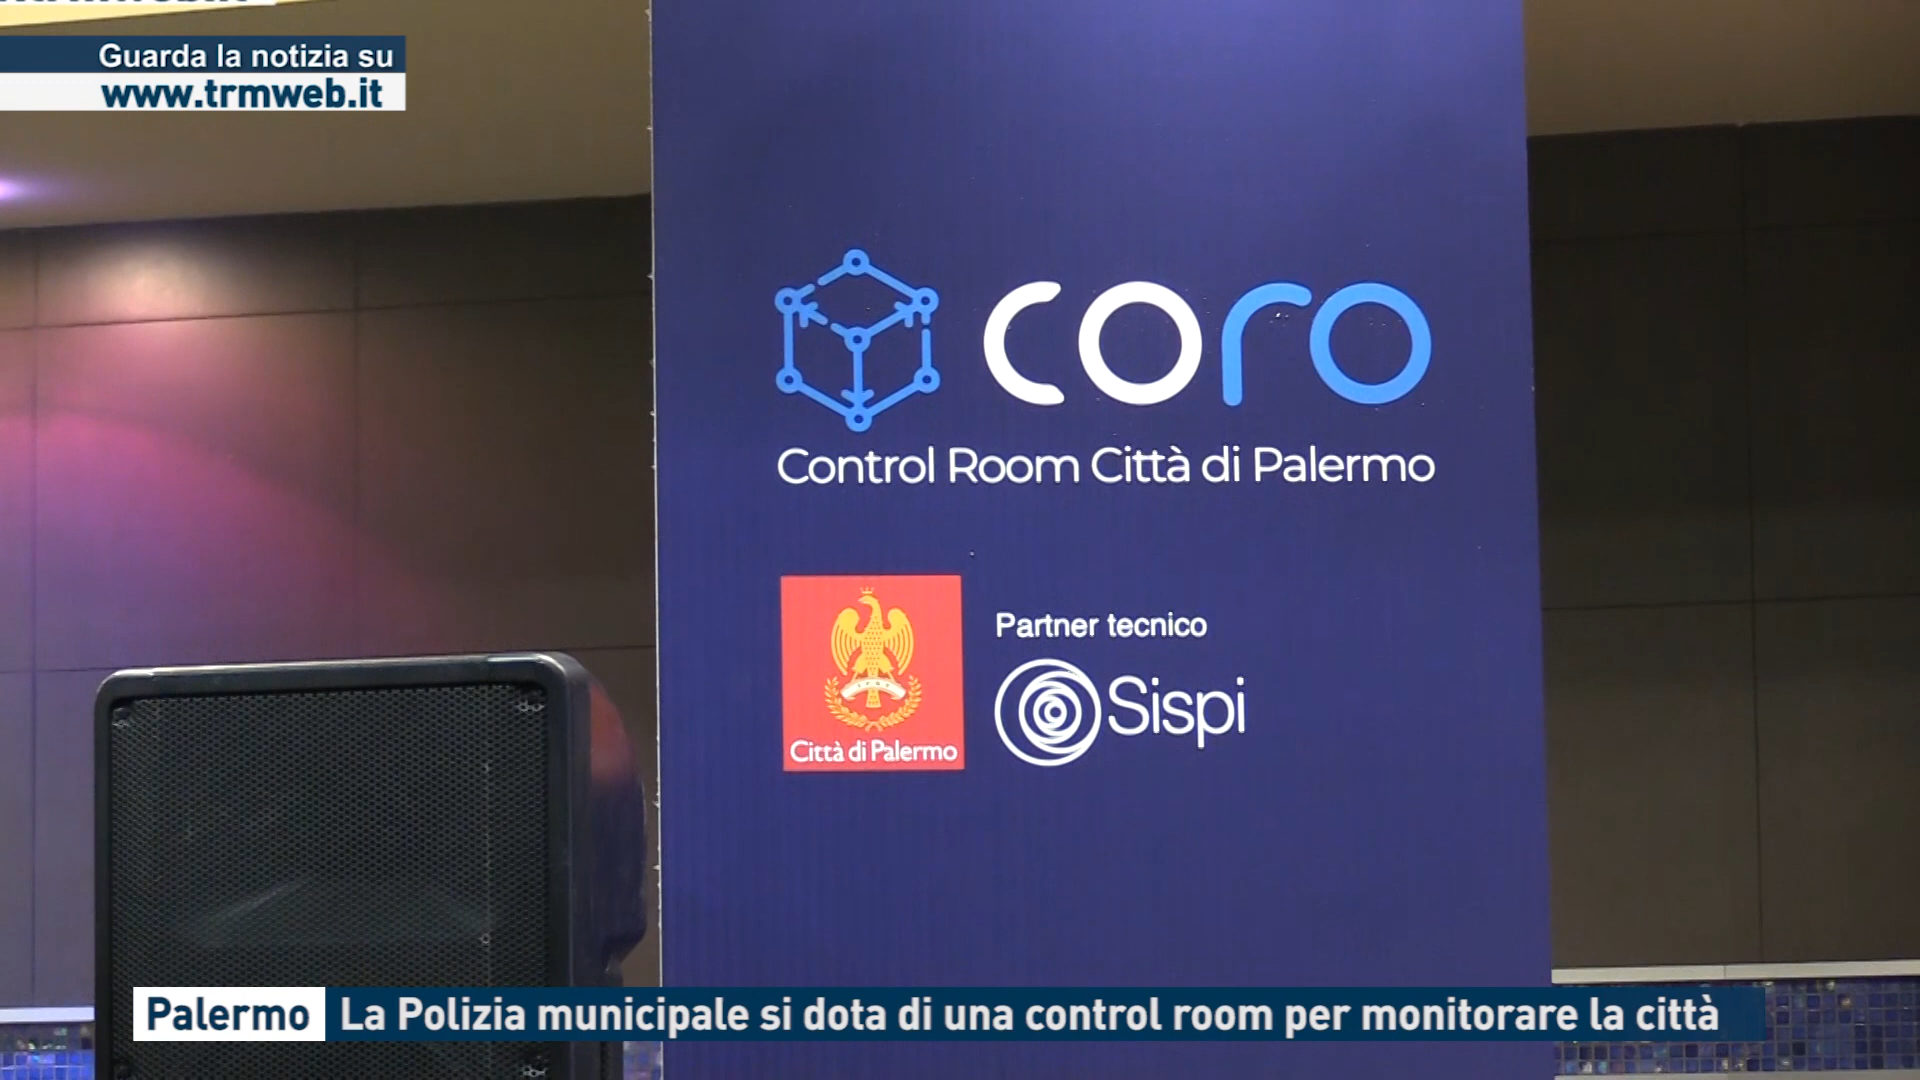 Guarda la notizia su
www.trmweb.it
coro
Control Room Città di Palermo
Partner tecnico
Sispi
Città di Palermo
Palermo La Polizia municipale si dota di una control room per monitorare la città